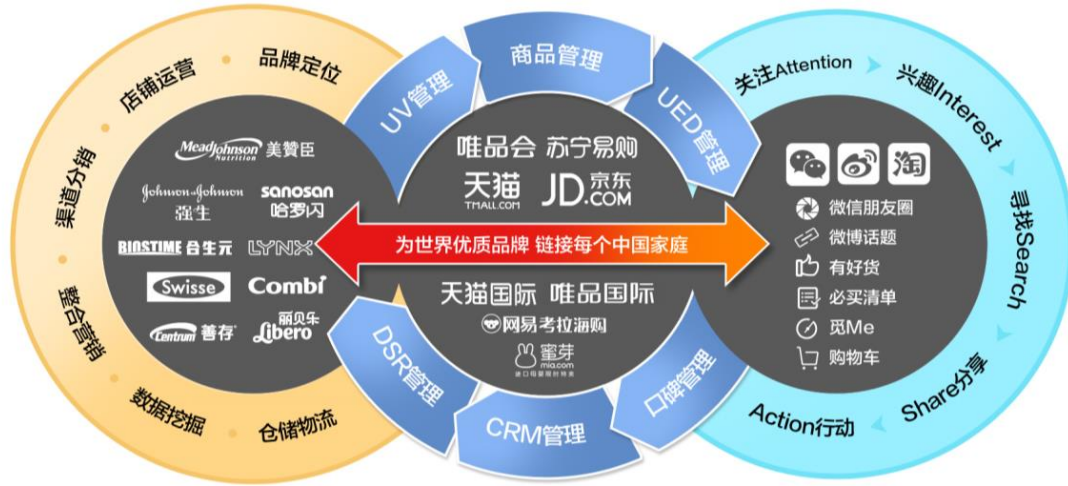 品牌定位
店铺运营
渠道分销
整合营销
数据挖掘
仓储物流
MeadJohnson
Nutrition
美赞臣
Johnson&Johnson
强生
sanosan
哈罗闪
BIOSTIME 合生元
LYNX
Swisse
Combi
Centrum 善存
丽贝乐
Libero
UV管理
商品管理
UED管理
口碑管理
CRM管理
DSR管理
唯品会 苏宁易购
天猫
TMALL.COM
JD.京东
.COM
为世界优质品牌 链接每个中国家庭
天猫国际 唯品国际
网易考拉海购
蜜芽
mia.com
进口母婴限时特卖
关注Attention
兴趣Interest
寻找Search
Share分享
Action行动
淘
微信朋友圈
微博话题
有好货
必买清单
觅Me
购物车